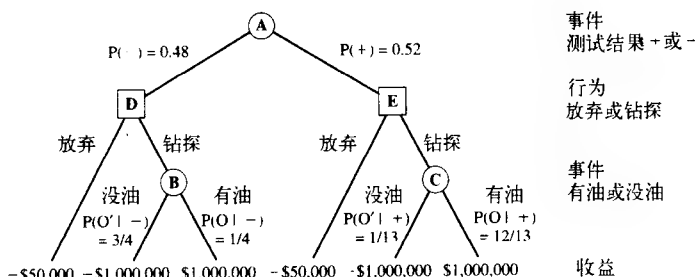 A
事件
测试结果+或-
P( ) = 0.48
P(+) = 0.52
D
E
行为
放弃或钻探
放弃
钻探
放弃
钻探
B
C
事件
有油或没油
没油
有油
没油
有油
P(O′| −)
P(O| −)
P(O′| +)
P(O| +)
= 3/4
= 1/4
= 1/13
= 12/13
-$50,000
-$1,000,000
$1,000,000
-$50,000
-$1,000,000
$1,000,000
收益